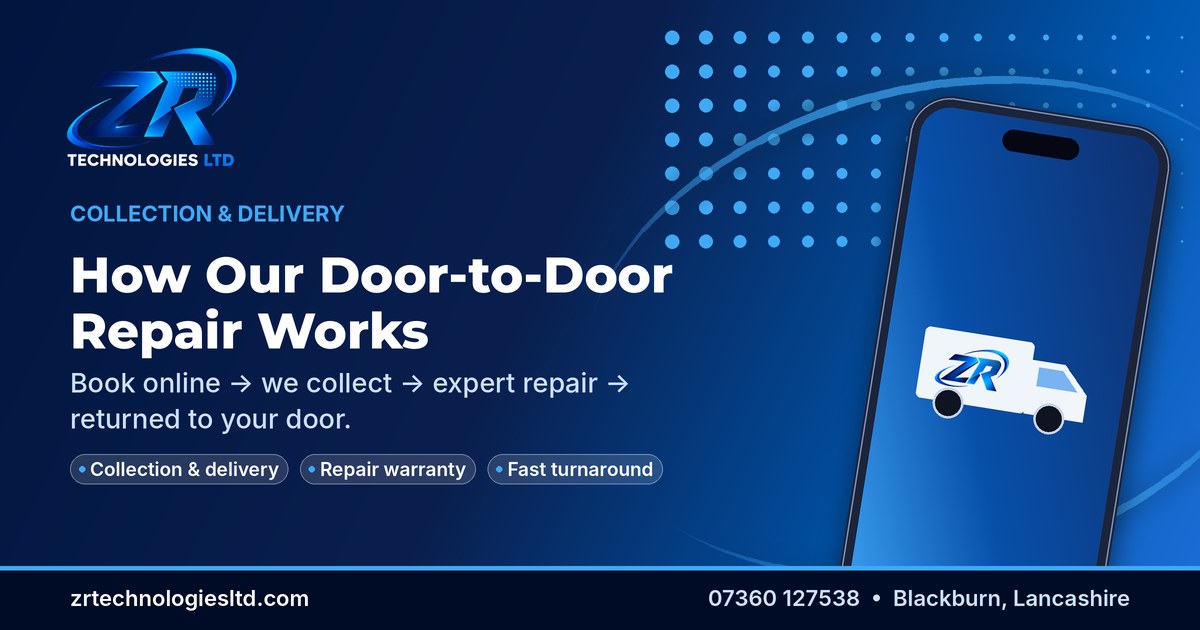 ZR
TECHNOLOGIES LTD
COLLECTION & DELIVERY
How Our Door-to-Door
Repair Works
Book online → we collect → expert repair →
returned to your door.
• Collection & delivery • Repair warranty • Fast turnaround
ZR
zrtechnologiesltd.com 07360 127538 • Blackburn, Lancashire